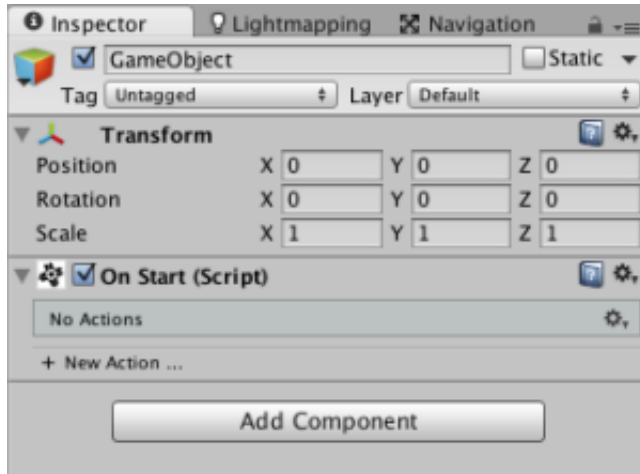 Inspector Lightmapping Navigation
GameObject Static
Tag Untagged Layer Default
Transform
Position X 0 Y 0 Z 0
Rotation X 0 Y 0 Z 0
Scale X 1 Y 1 Z 1
On Start (Script)
No Actions
+ New Action ...
Add Component